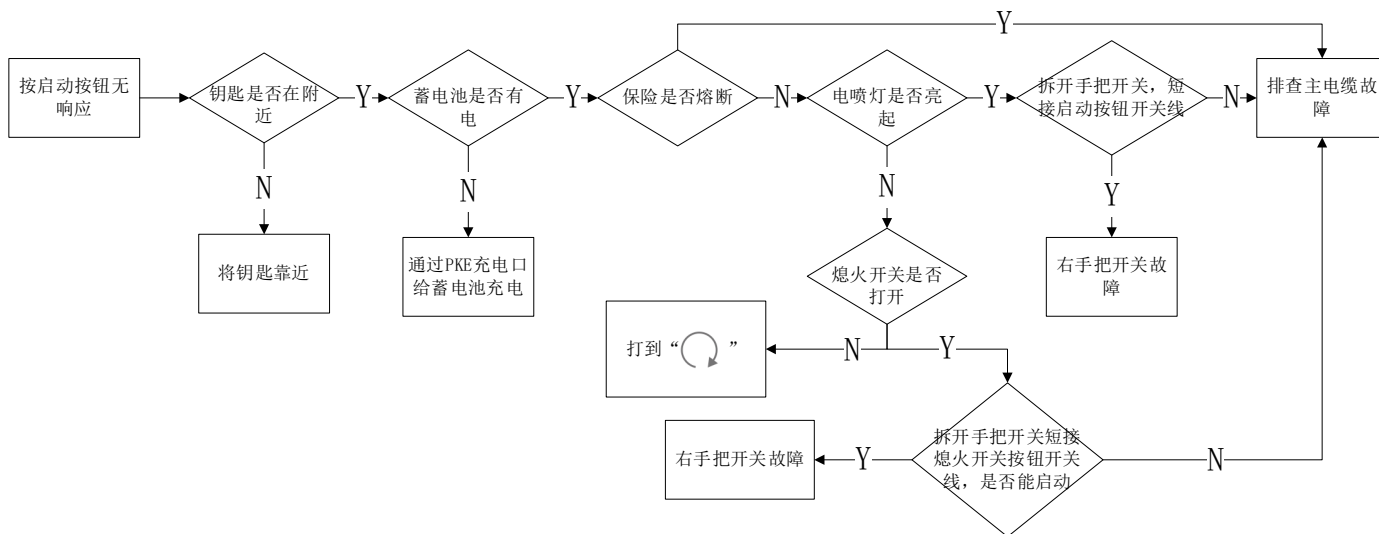 Y
按启动按钮无
响应
钥匙是否在附
近
Y
蓄电池是否有
电
Y
保险是否熔断
N
电喷灯是否亮
起
Y
拆开手把开关，短
接启动按钮开关线
N
排查主电缆故
障
N
N
N
Y
将钥匙靠近
通过PKE充电口
给蓄电池充电
熄火开关是否
打开
右手把开关故
障
打到“ ”
N
Y
右手把开关故障
Y
拆开手把开关短接
熄火开关按钮开关
线，是否能启动
N